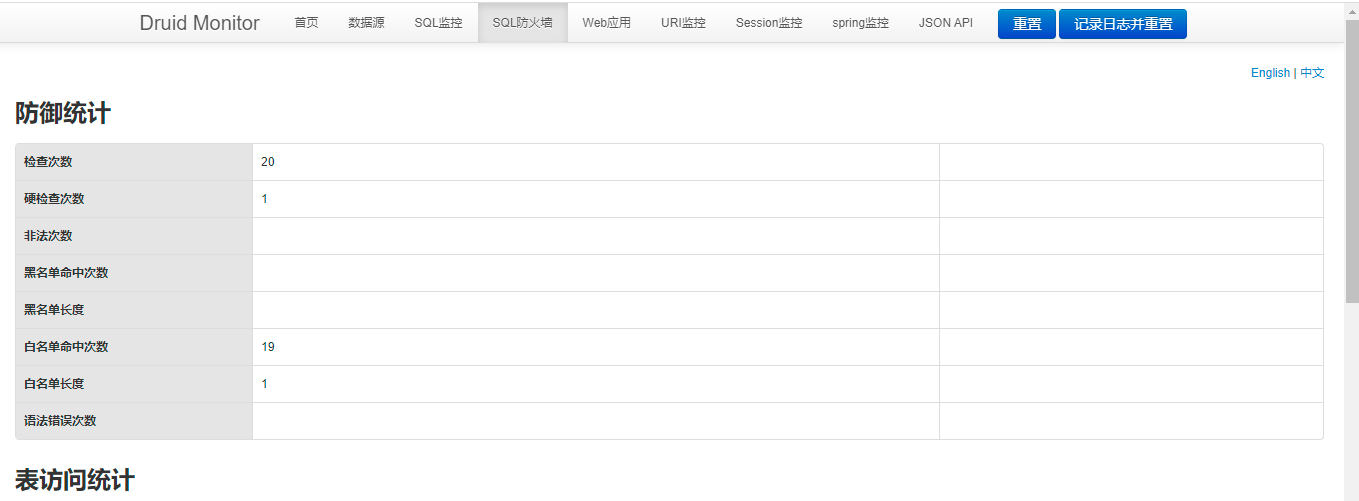 Druid Monitor 首页 数据源 SQL监控 SQL防火墙 Web应用 URI监控 Session监控 spring监控 JSON API 重置 记录日志并重置
English | 中文
防御统计
检查次数 20
硬检查次数 1
非法次数
黑名单命中次数
黑名单长度
白名单命中次数 19
白名单长度 1
语法错误次数
表访问统计